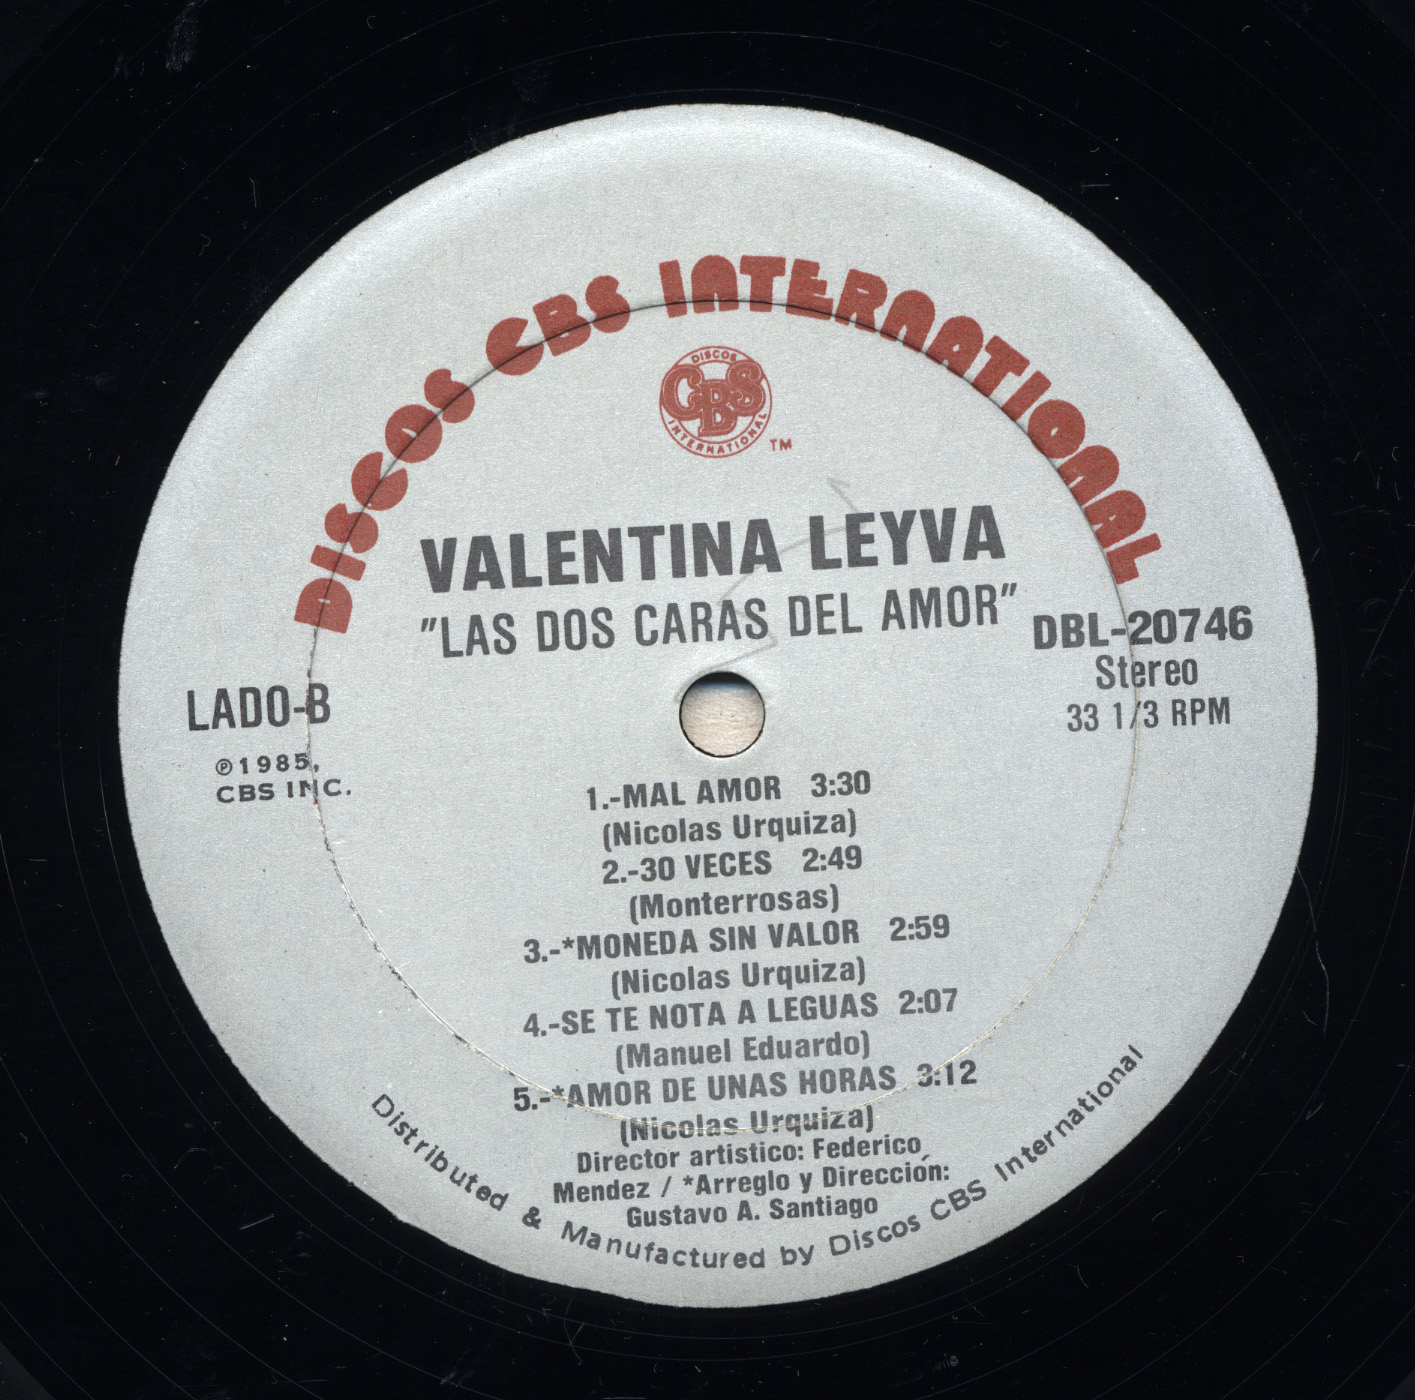 DISCOS CBS INTERNATIONAL
DISCOS
CBS
INTERNATIONAL
TM
VALENTINA LEYVA
"LAS DOS CARAS DEL AMOR"
DBL-20746
Stereo
33 1/3 RPM
LADO-B
℗1985,
CBS INC.
1.-MAL AMOR 3:30
(Nicolas Urquiza)
2.-30 VECES 2:49
(Monterrosas)
3.-*MONEDA SIN VALOR 2:59
(Nicolas Urquiza)
4.-SE TE NOTA A LEGUAS 2:07
(Manuel Eduardo)
5.-*AMOR DE UNAS HORAS 3:12
(Nicolas Urquiza)
Director artistico: Federico
Mendez / *Arreglo y Dirección:
Gustavo A. Santiago
Distributed & Manufactured by Discos CBS International